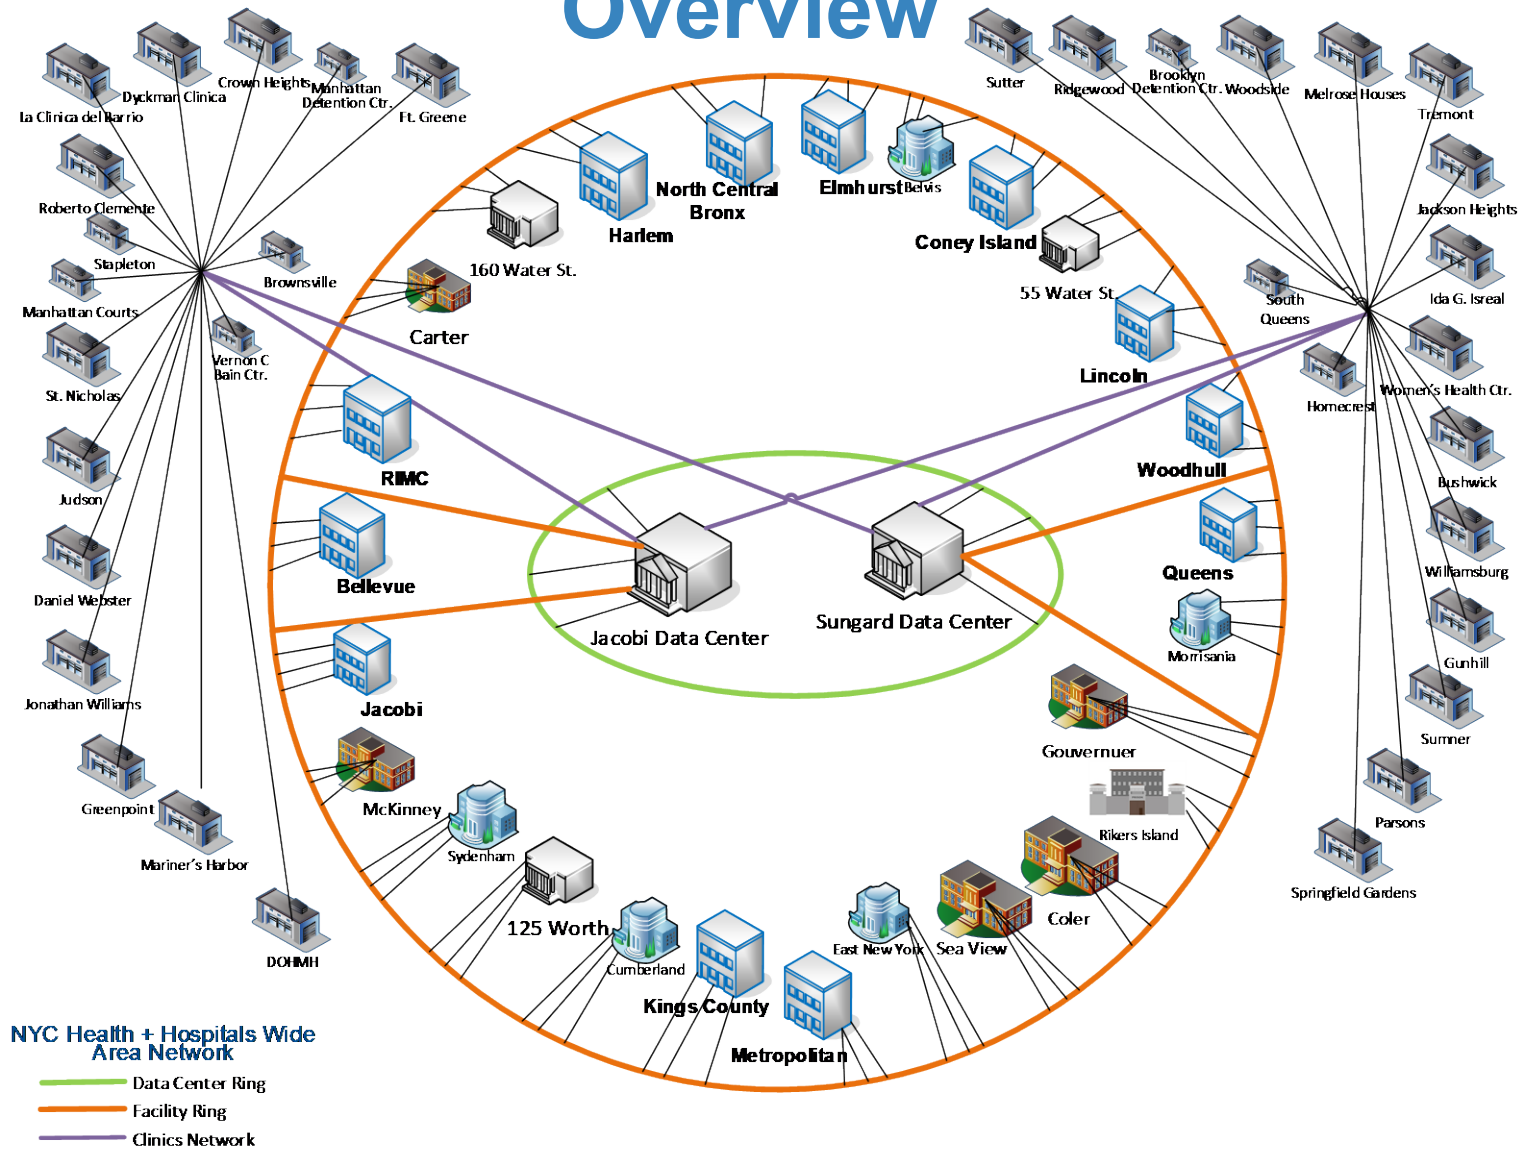 Overview
La Clinica del Barrio
Dyckman Clinica
Crown Heights
Manhattan
Detention Ctr.
Ft. Greene
Roberto Clemente
Stapleton
Brownsville
Manhattan Courts
Vernon C
Bain Ctr.
St. Nicholas
Judson
Daniel Webster
Jonathan Williams
Greenpoint
Mariner's Harbor
DOHMH
Sutter
Ridgewood
Brooklyn
Detention Ctr.
Woodside
Melrose Houses
Tremont
Jackson Heights
Ida G. Isreal
South
Queens
Women's Health Ctr.
Homecrest
Bushwick
Williamsburg
Gunhill
Sumner
Parsons
Springfield Gardens
North Central
Bronx
Elmhurst
Belvis
Harlem
Coney Island
160 Water St.
55 Water St.
Carter
Lincoln
RIMC
Woodhull
Bellevue
Queens
Jacobi Data Center
Sungard Data Center
Morrisania
Jacobi
Gouvernuer
McKinney
Rikers Island
Sydenham
125 Worth
Coler
Cumberland
East New York
Sea View
Kings County
Metropolitan
NYC Health + Hospitals Wide
Area Network
Data Center Ring
Facility Ring
Clinics Network